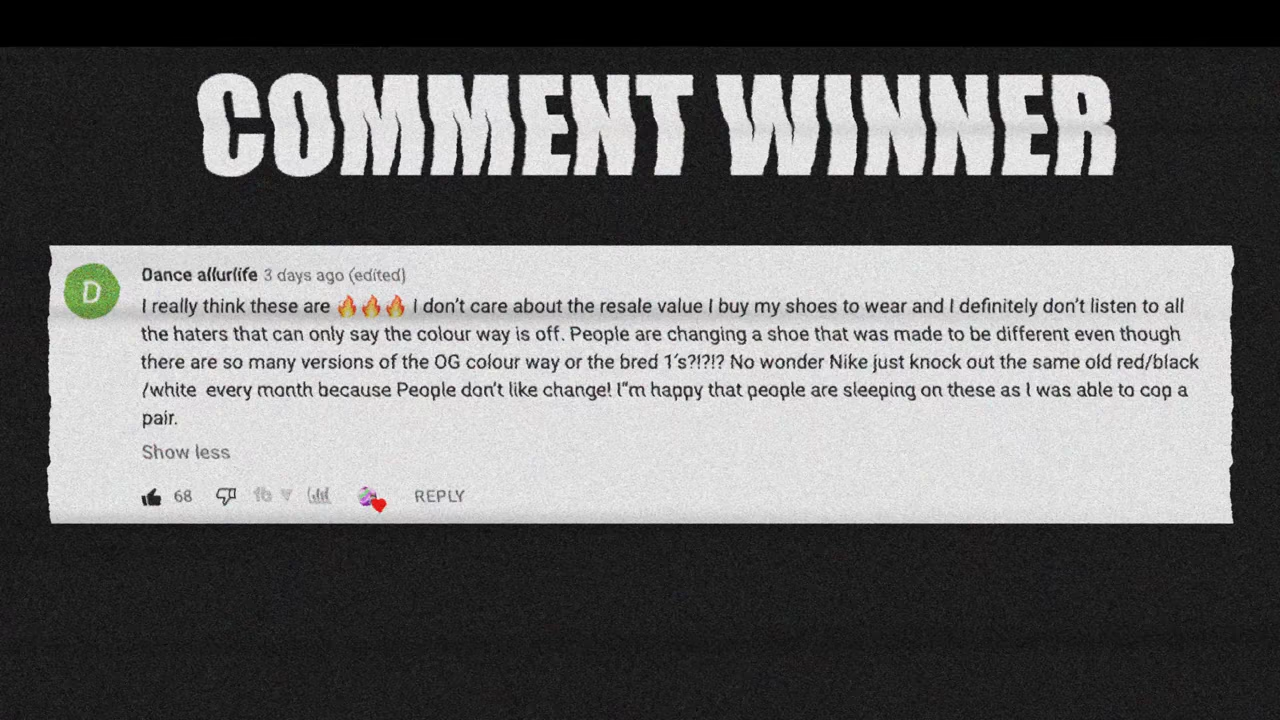 COMMENT WINNER
D
Dance allurlife 3 days ago (edited)
I really think these are 🔥🔥🔥 I don't care about the resale value I buy my shoes to wear and I definitely don't listen to all
the haters that can only say the colour way is off. People are changing a shoe that was made to be different even though
there are so many versions of the OG colour way or the bred 1's?!?!? No wonder Nike just knock out the same old red/black
/white every month because People don't like change! I"m happy that people are sleeping on these as I was able to cop a
pair.
Show less
68 REPLY